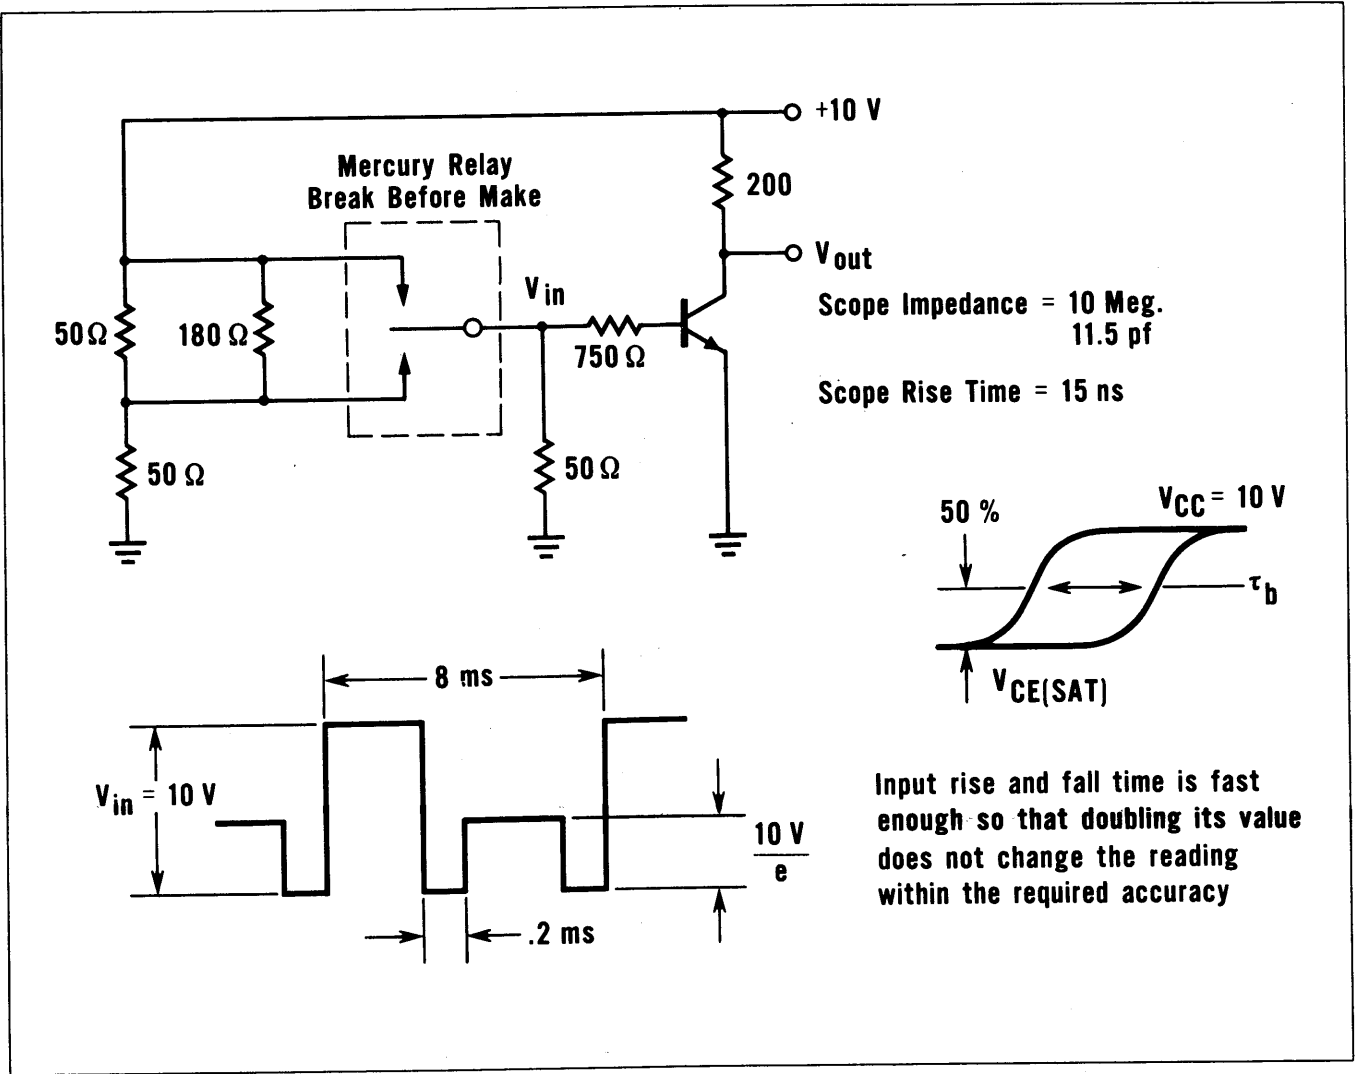 +10 V
Mercury Relay
Break Before Make
200
Vout
Vin
50Ω
180Ω
750 Ω
Scope Impedance = 10 Meg.
11.5 pf
Scope Rise Time = 15 ns
50 Ω
50 Ω
50 %
VCC = 10 V
τb
VCE(SAT)
8 ms
Vin = 10 V
10 V
e
.2 ms
Input rise and fall time is fast
enough so that doubling its value
does not change the reading
within the required accuracy